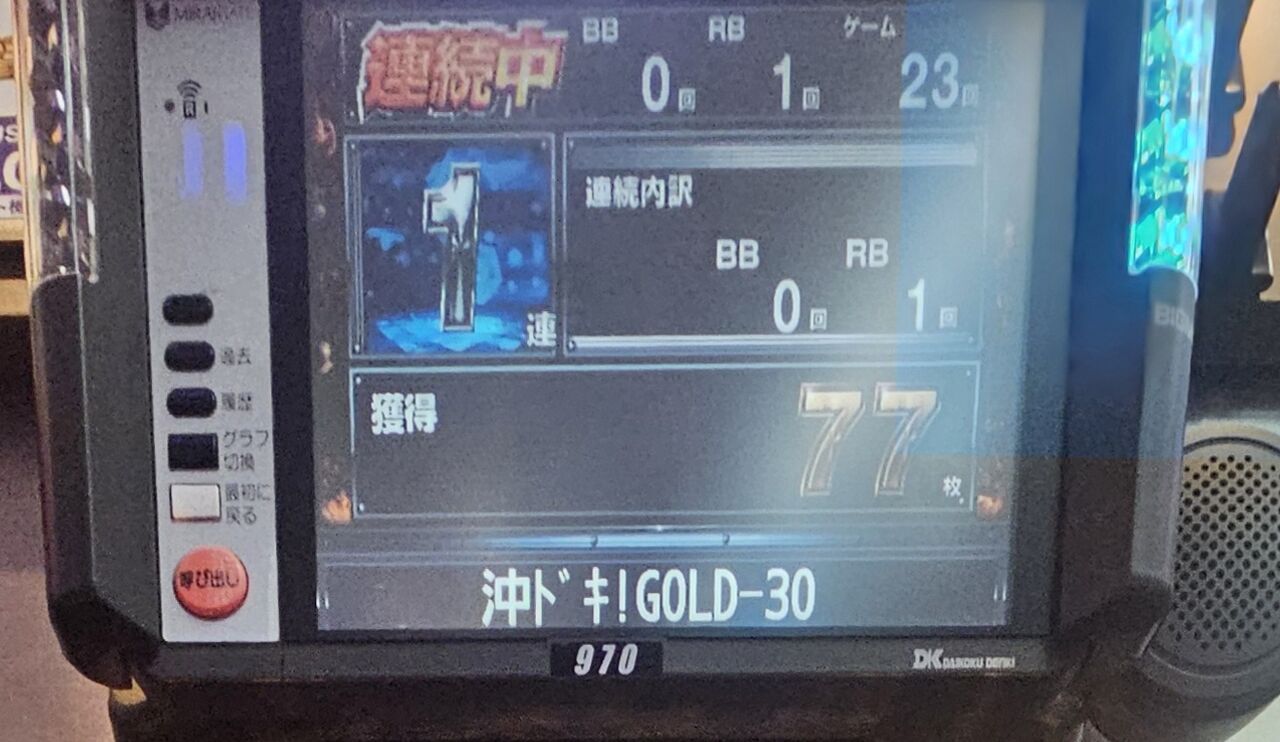 連続中 BB RB ゲーム
0回 1回 23回
1連
連続内訳
BB RB
0回 1回
獲得
77枚
過去
履歴
グラフ
切換
最初に
戻る
呼び出し
沖ドキ!GOLD-30
970
DK DAIKOKU DENKI